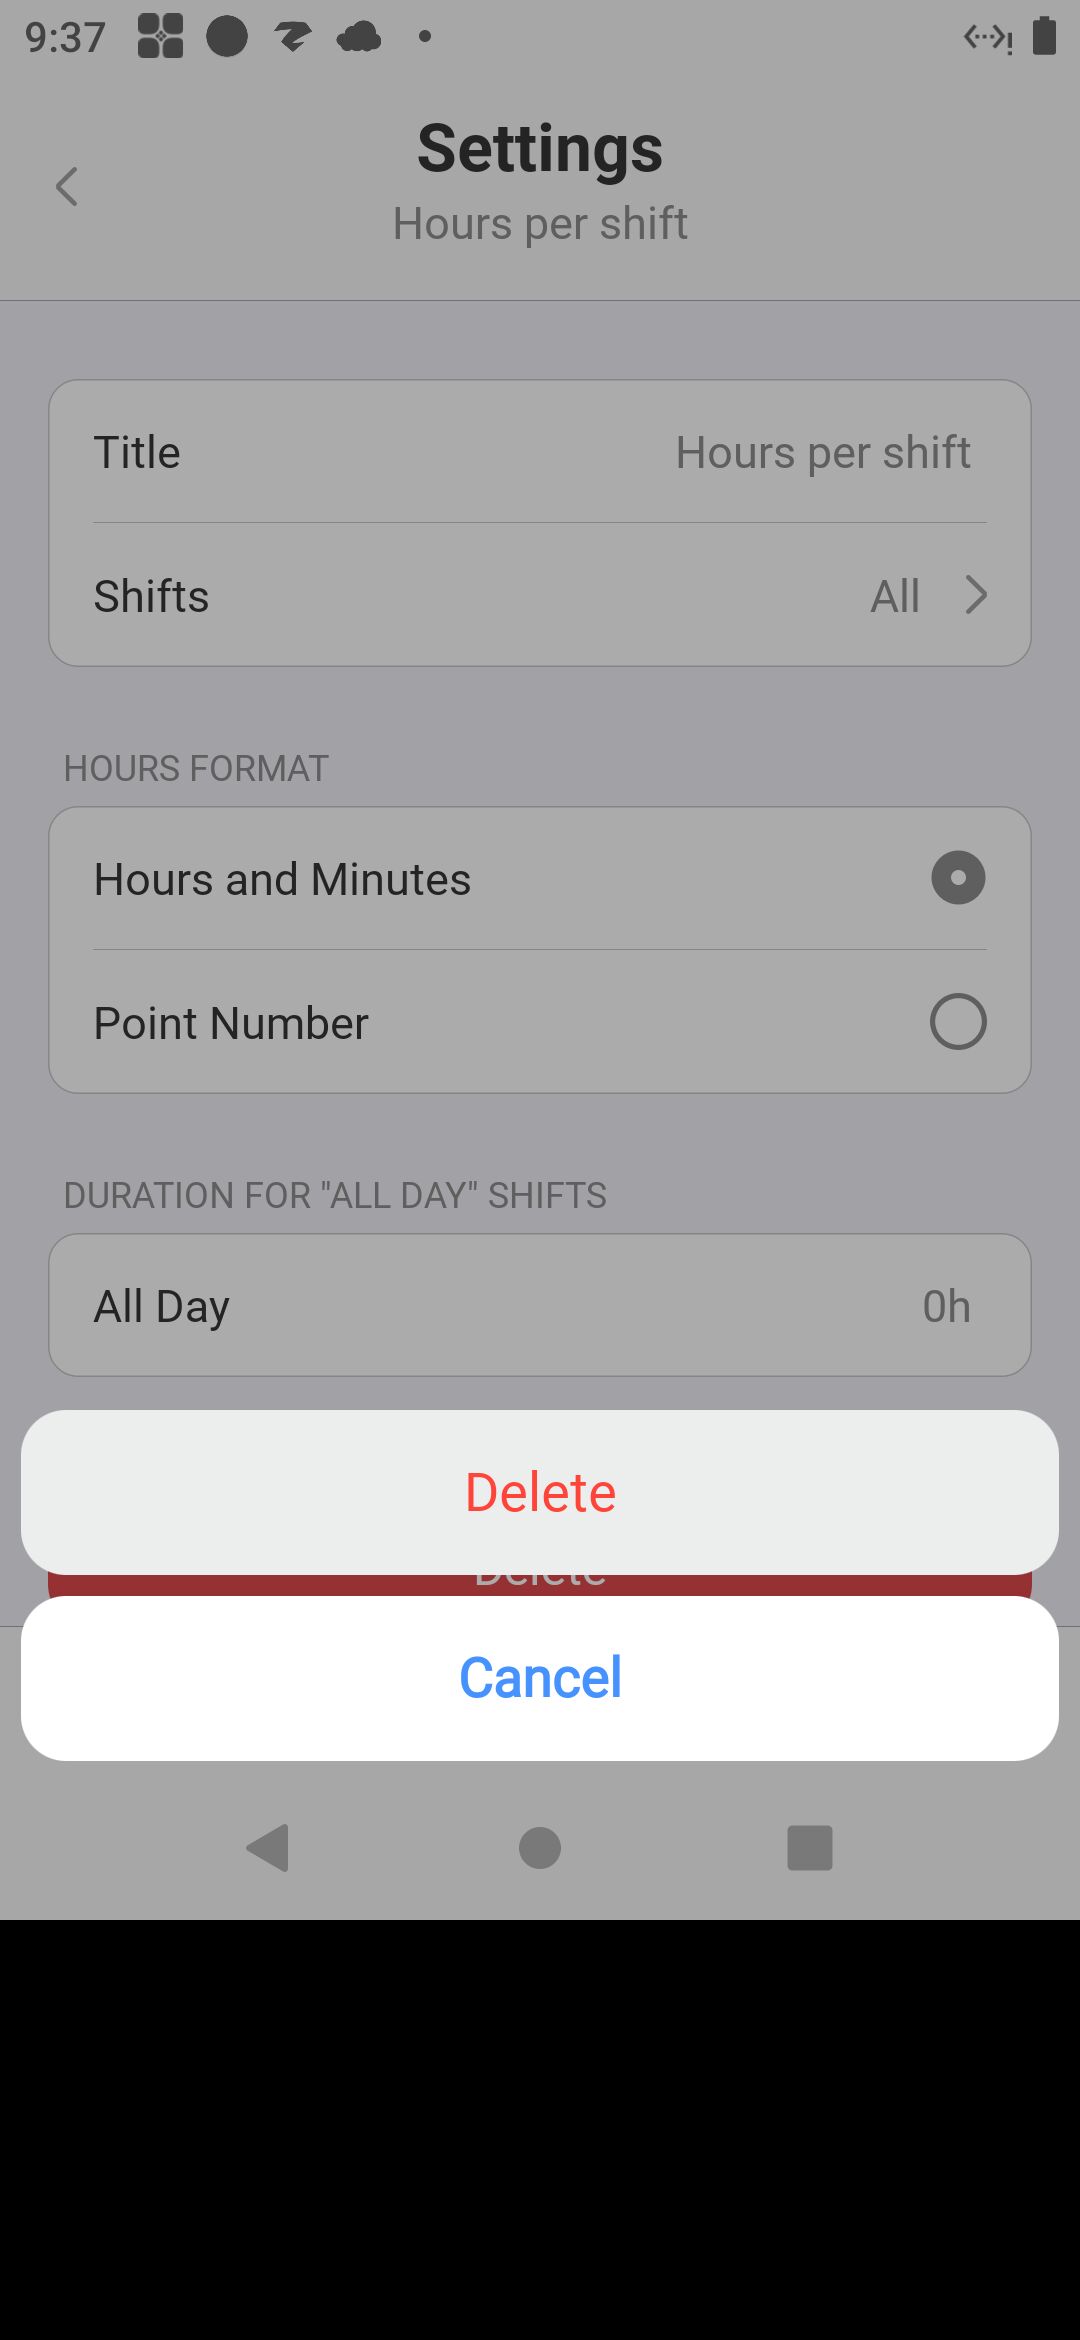 9:37
Settings
Hours per shift
Title Hours per shift
Shifts All
HOURS FORMAT
Hours and Minutes
Point Number
DURATION FOR "ALL DAY" SHIFTS
All Day 0h
Delete
Delete
Cancel